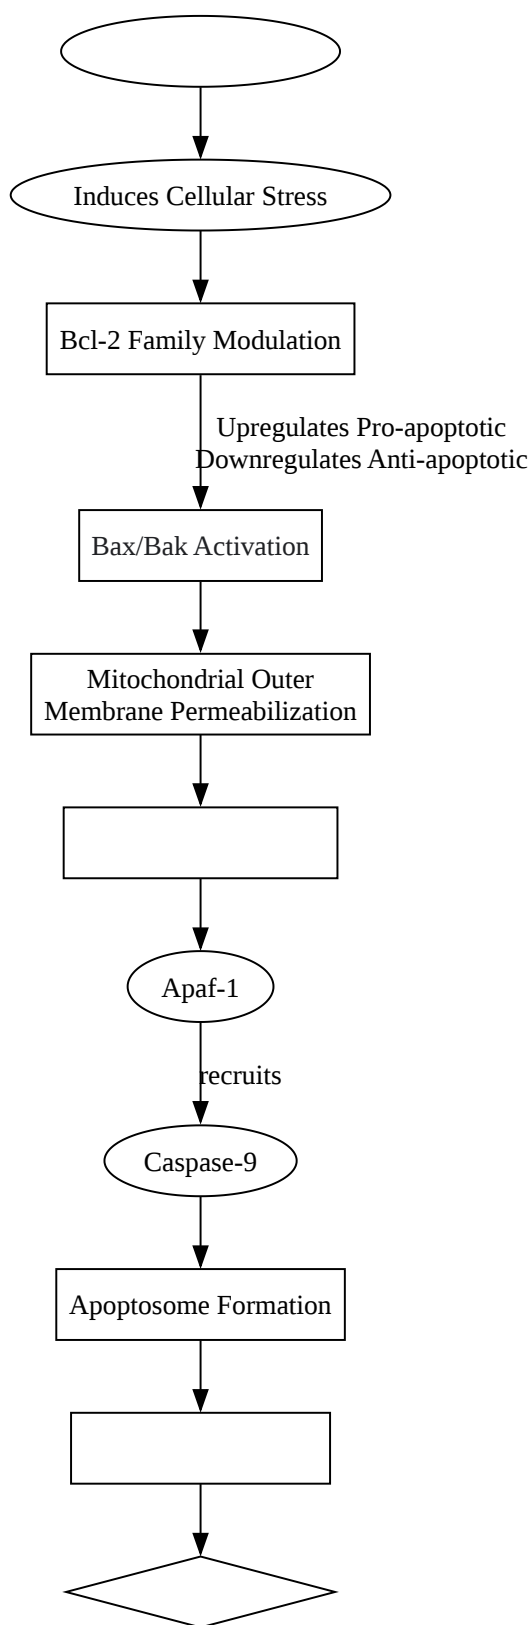 Induces Cellular Stress
Bcl-2 Family Modulation
Upregulates Pro-apoptotic
Downregulates Anti-apoptotic
Bax/Bak Activation
Mitochondrial Outer
Membrane Permeabilization
Apaf-1
recruits
Caspase-9
Apoptosome Formation